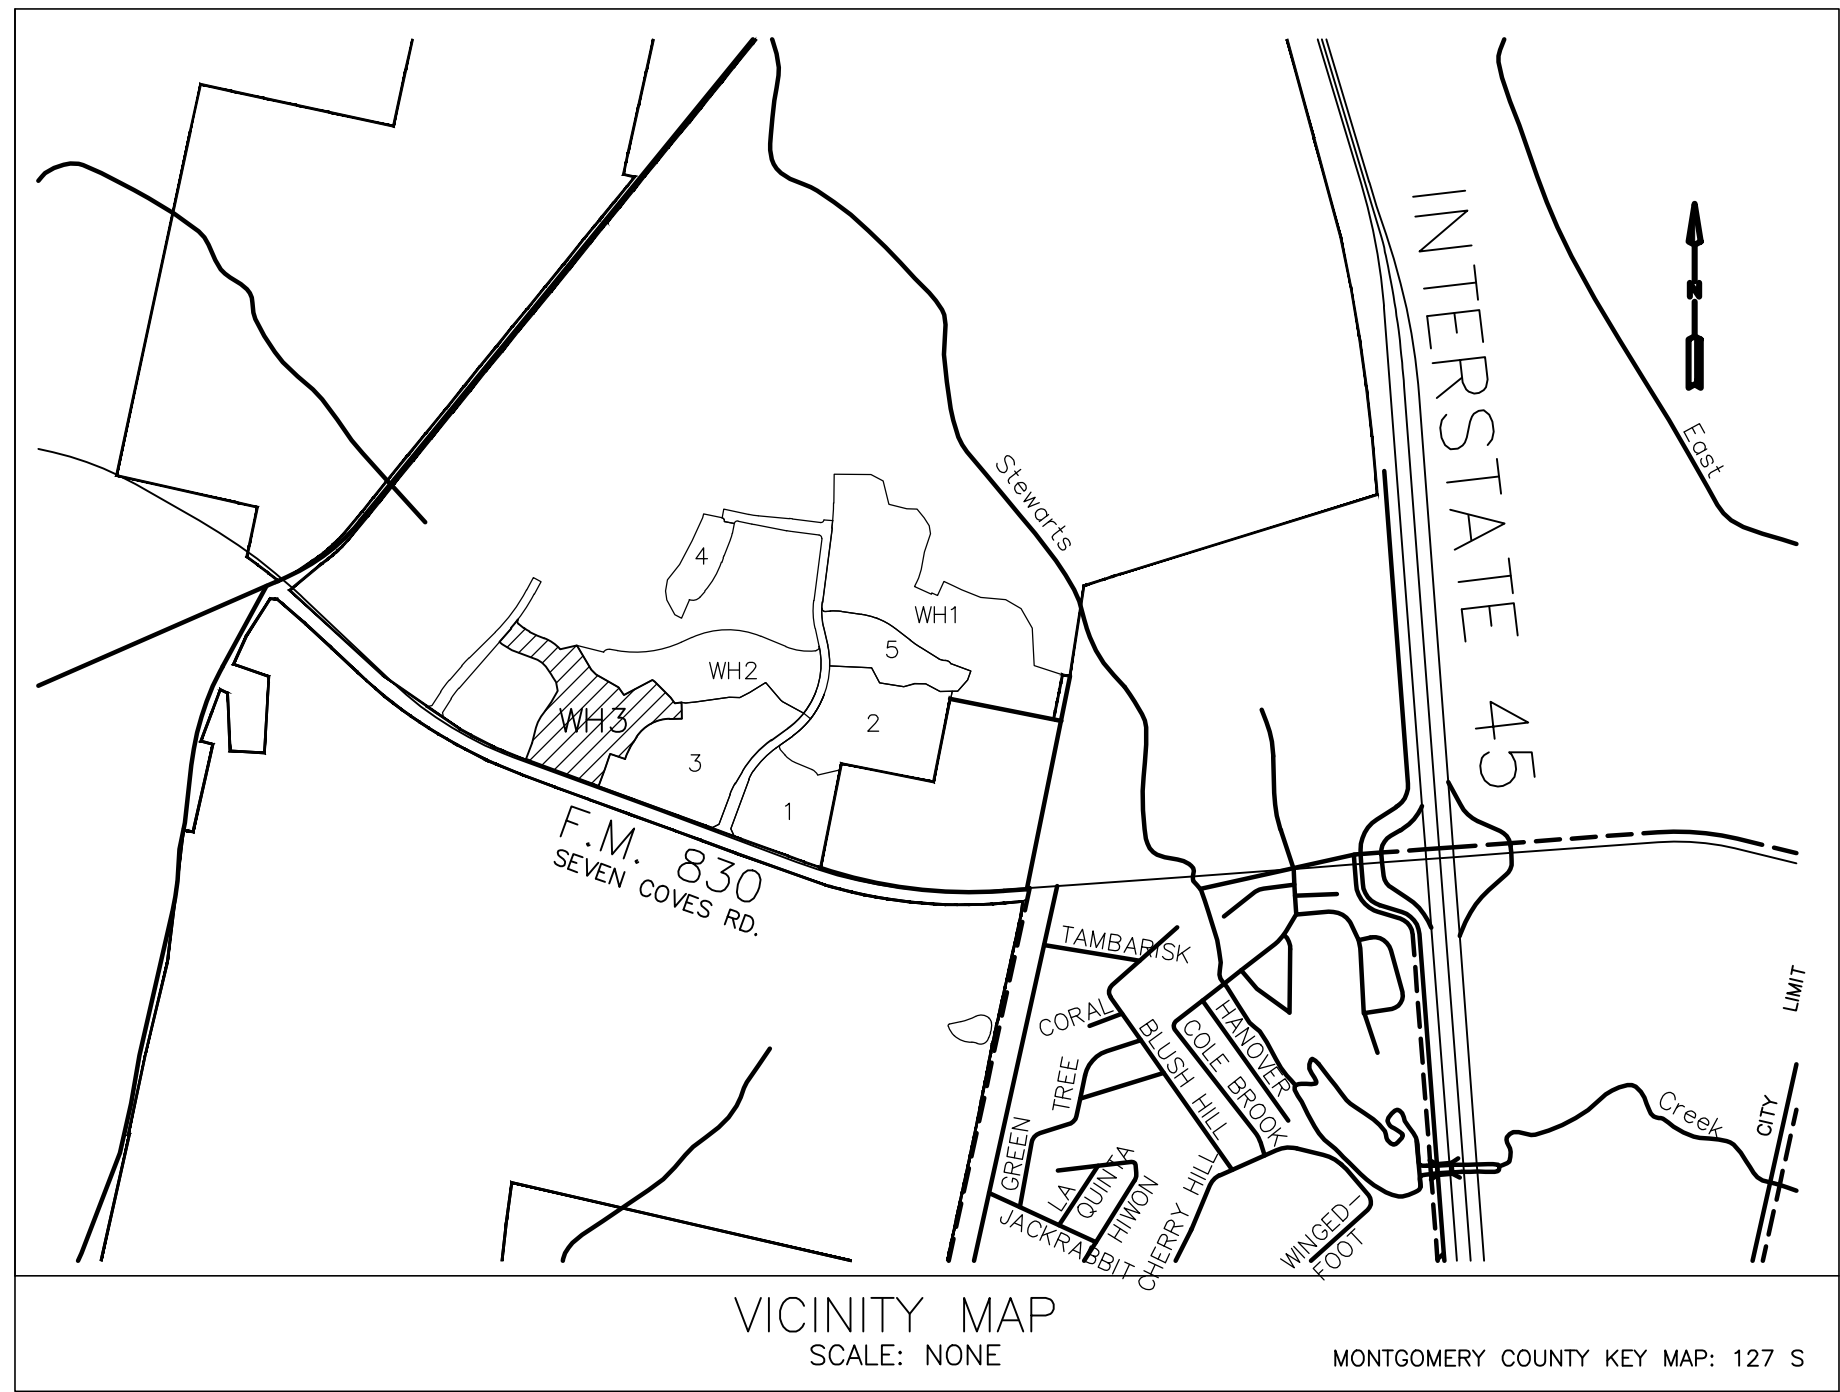 INTERSTATE 45
N
East
Stewarts
4
WH1
5
WH2
WH3
2
3
1
F.M. 830
SEVEN COVES RD.
TAMBARISK
CORAL
HANOVER
COLE BROOK
BLUSH HILL
TREE
GREEN
LA
QUINTA
HIWON
JACKRABBIT
CHERRY HILL
WINGED-
FOOT
Creek
CITY LIMIT
VICINITY MAP
SCALE: NONE
MONTGOMERY COUNTY KEY MAP: 127 S